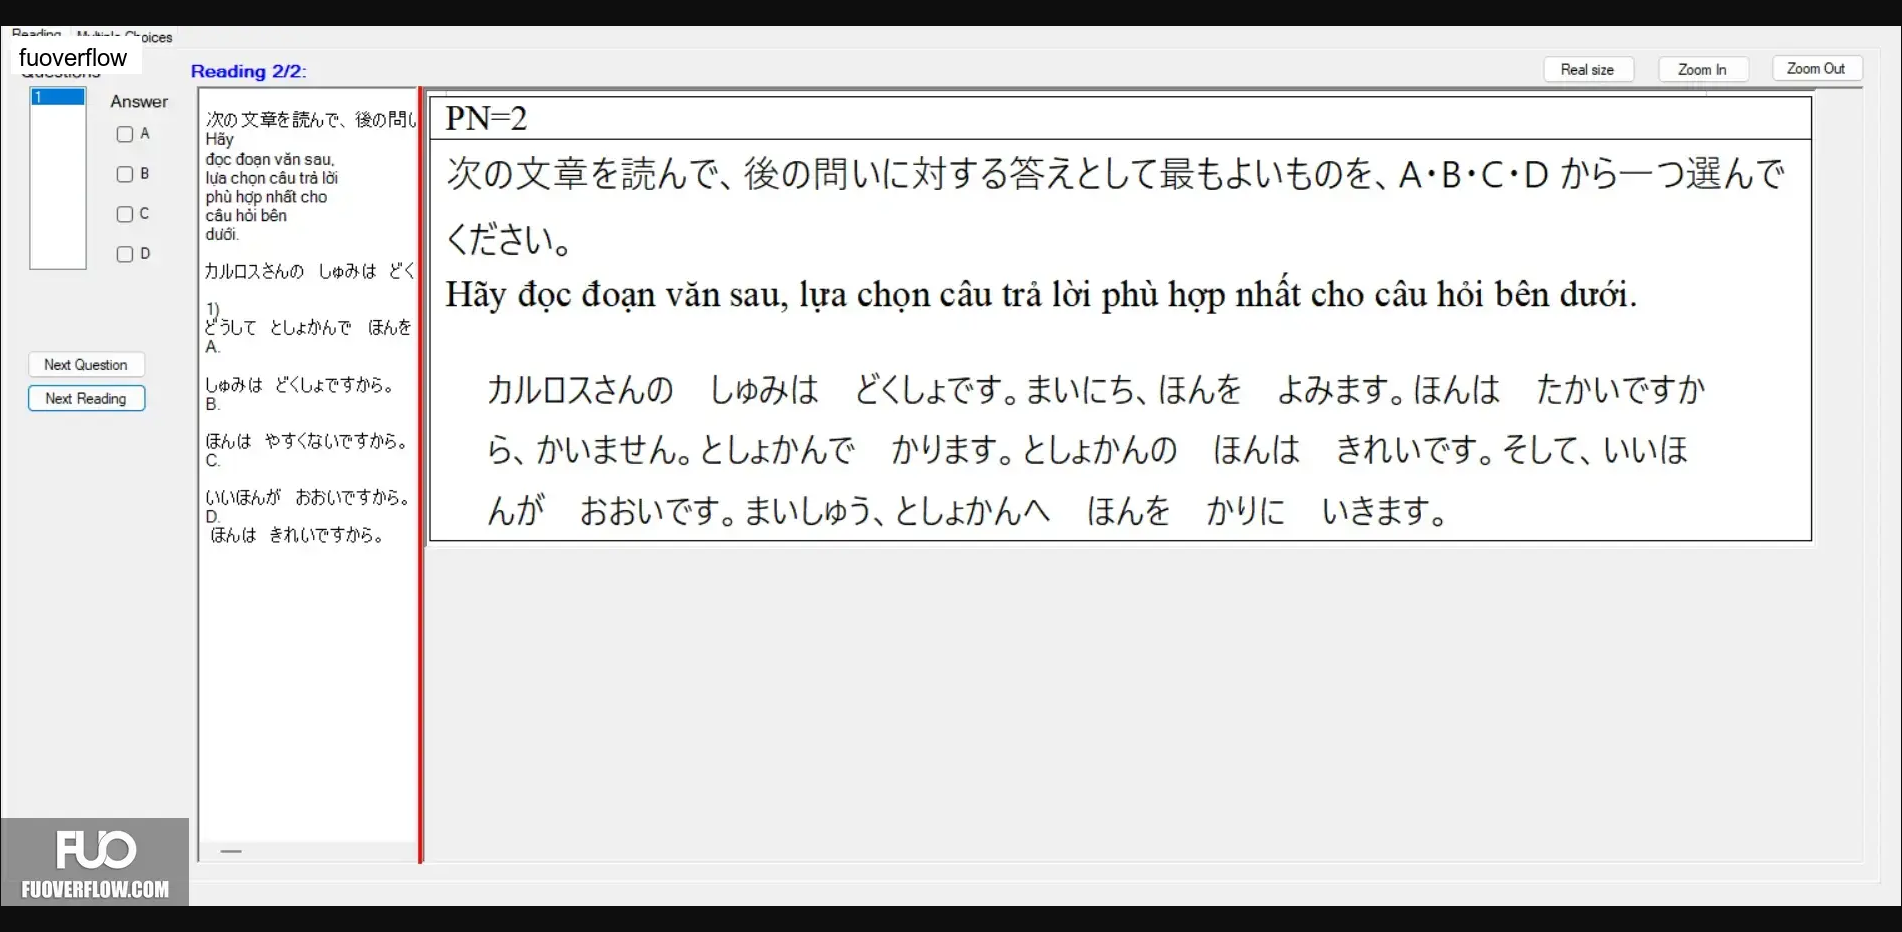 Reading Multiple Choices
fuoverflow
Questions
Reading 2/2:
Real size
Zoom In
Zoom Out
1
Answer
A
B
C
D
Next Question
Next Reading
次の文章を読んで、後の問い
Hãy
đọc đoạn văn sau,
lựa chọn câu trả lời
phù hợp nhất cho
câu hỏi bên
dưới.
カルロスさんの　しゅみは　どく
1)
どうして　としょかんで　ほんを
A.
しゅみは　どくしょですから。
B.
ほんは　やすくないですから。
C.
いいほんが　おおいですから。
D.
ほんは　きれいですから。
PN=2
次の文章を読んで、後の問いに対する答えとして最もよいものを、A・B・C・D から一つ選んで
ください。
Hãy đọc đoạn văn sau, lựa chọn câu trả lời phù hợp nhất cho câu hỏi bên dưới.
カルロスさんの　しゅみは　どくしょです。まいにち、ほんを　よみます。ほんは　たかいですか
ら、かいません。としょかんで　かります。としょかんの　ほんは　きれいです。そして、いいほ
んが　おおいです。まいしゅう、としょかんへ　ほんを　かりに　いきます。
FUO
FUOVERFLOW.COM